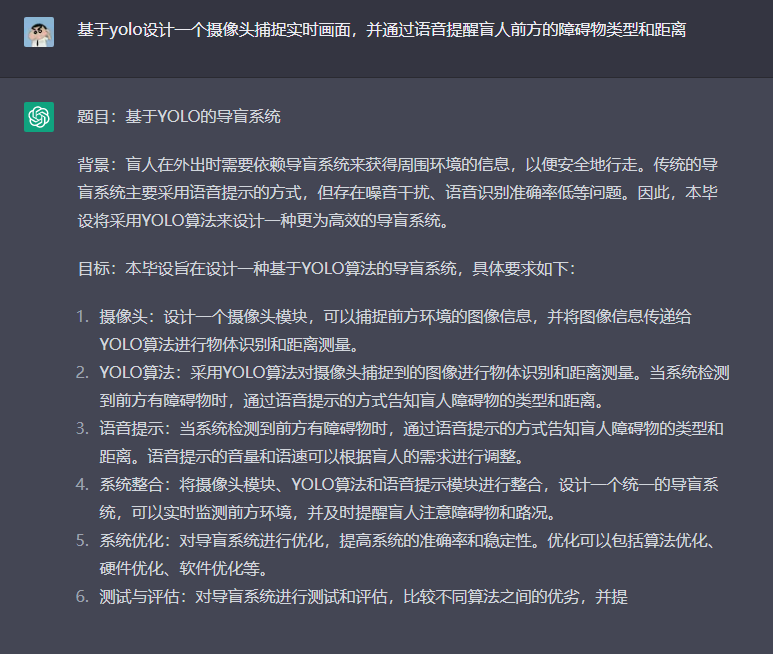 基于yolo设计一个摄像头捕捉实时画面，并通过语音提醒盲人前方的障碍物类型和距离
题目：基于YOLO的导盲系统
背景：盲人在外出时需要依赖导盲系统来获得周围环境的信息，以便安全地行走。传统的导
盲系统主要采用语音提示的方式，但存在噪音干扰、语音识别准确率低等问题。因此，本毕
设将采用YOLO算法来设计一种更为高效的导盲系统。
目标：本毕设旨在设计一种基于YOLO算法的导盲系统，具体要求如下：
1. 摄像头：设计一个摄像头模块，可以捕捉前方环境的图像信息，并将图像信息传递给
YOLO算法进行物体识别和距离测量。
2. YOLO算法：采用YOLO算法对摄像头捕捉到的图像进行物体识别和距离测量。当系统检测
到前方有障碍物时，通过语音提示的方式告知盲人障碍物的类型和距离。
3. 语音提示：当系统检测到前方有障碍物时，通过语音提示的方式告知盲人障碍物的类型和
距离。语音提示的音量和语速可以根据盲人的需求进行调整。
4. 系统整合：将摄像头模块、YOLO算法和语音提示模块进行整合，设计一个统一的导盲系
统，可以实时监测前方环境，并及时提醒盲人注意障碍物和路况。
5. 系统优化：对导盲系统进行优化，提高系统的准确率和稳定性。优化可以包括算法优化、
硬件优化、软件优化等。
6. 测试与评估：对导盲系统进行测试和评估，比较不同算法之间的优劣，并提